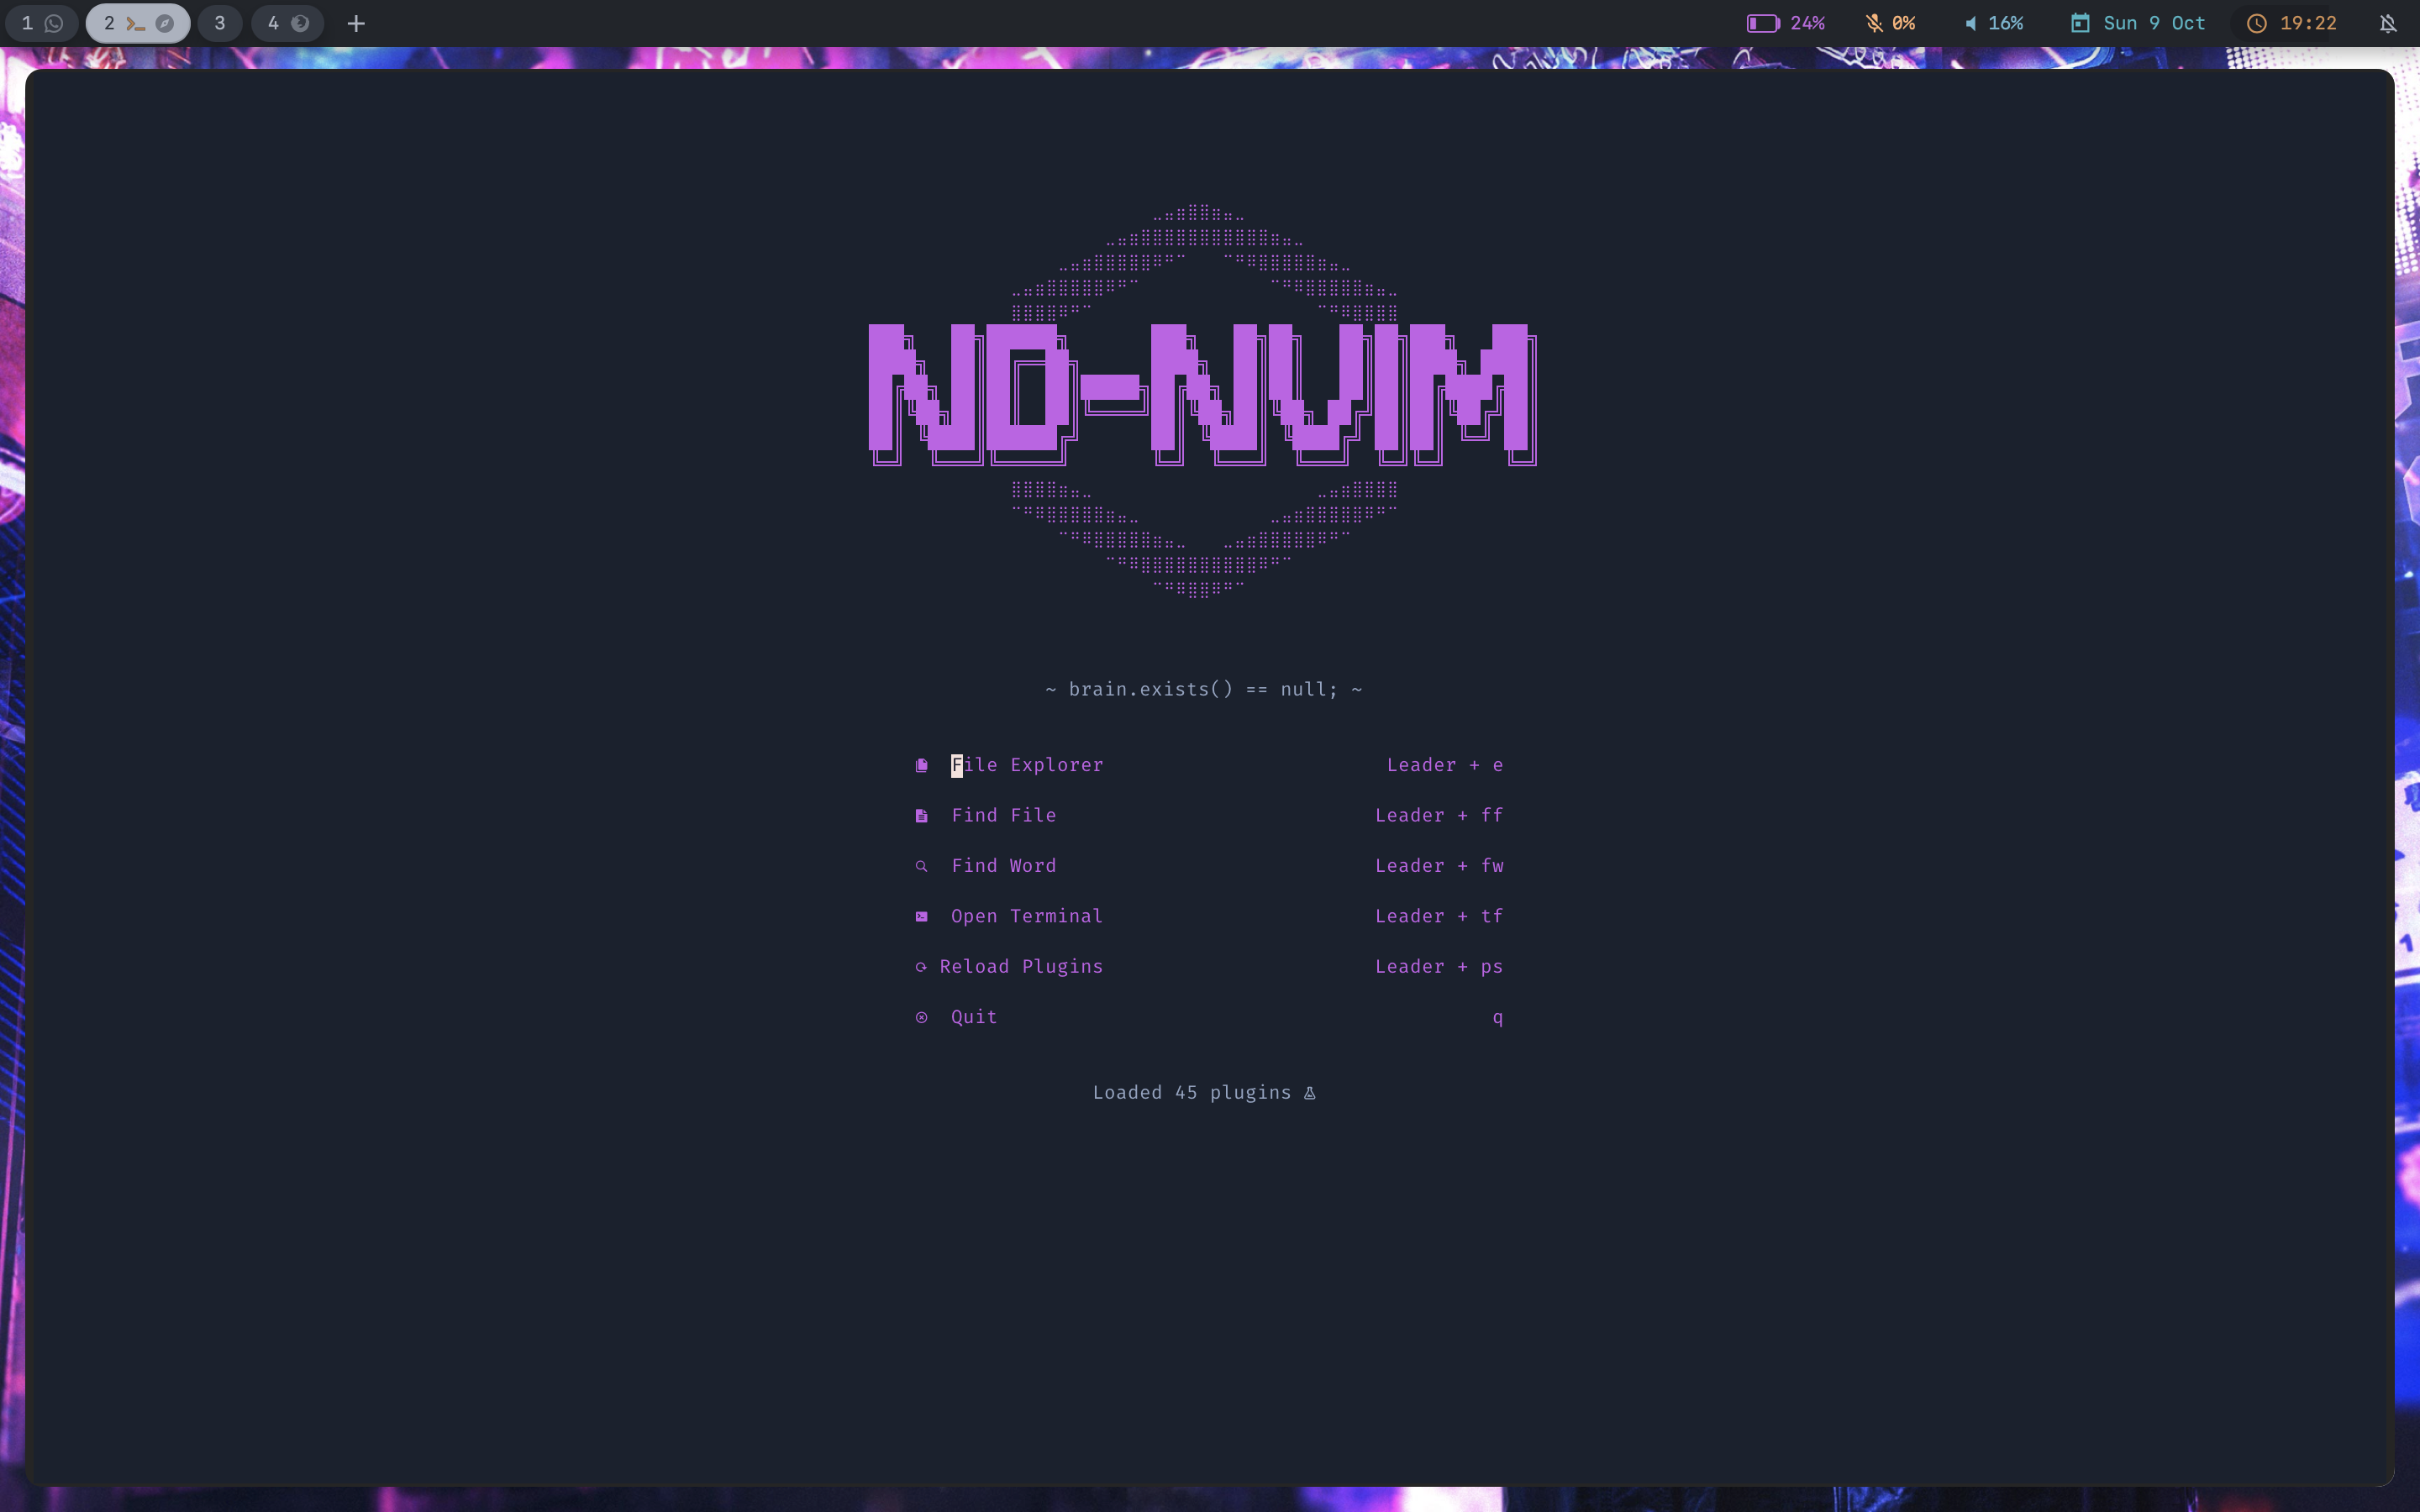 1 2 3 4 + 24% 0% 16% Sun 9 Oct 19:22
ND-NVIM
~ brain.exists() == null; ~
File Explorer Leader + e
Find File Leader + ff
Find Word Leader + fw
Open Terminal Leader + tf
Reload Plugins Leader + ps
Quit q
Loaded 45 plugins